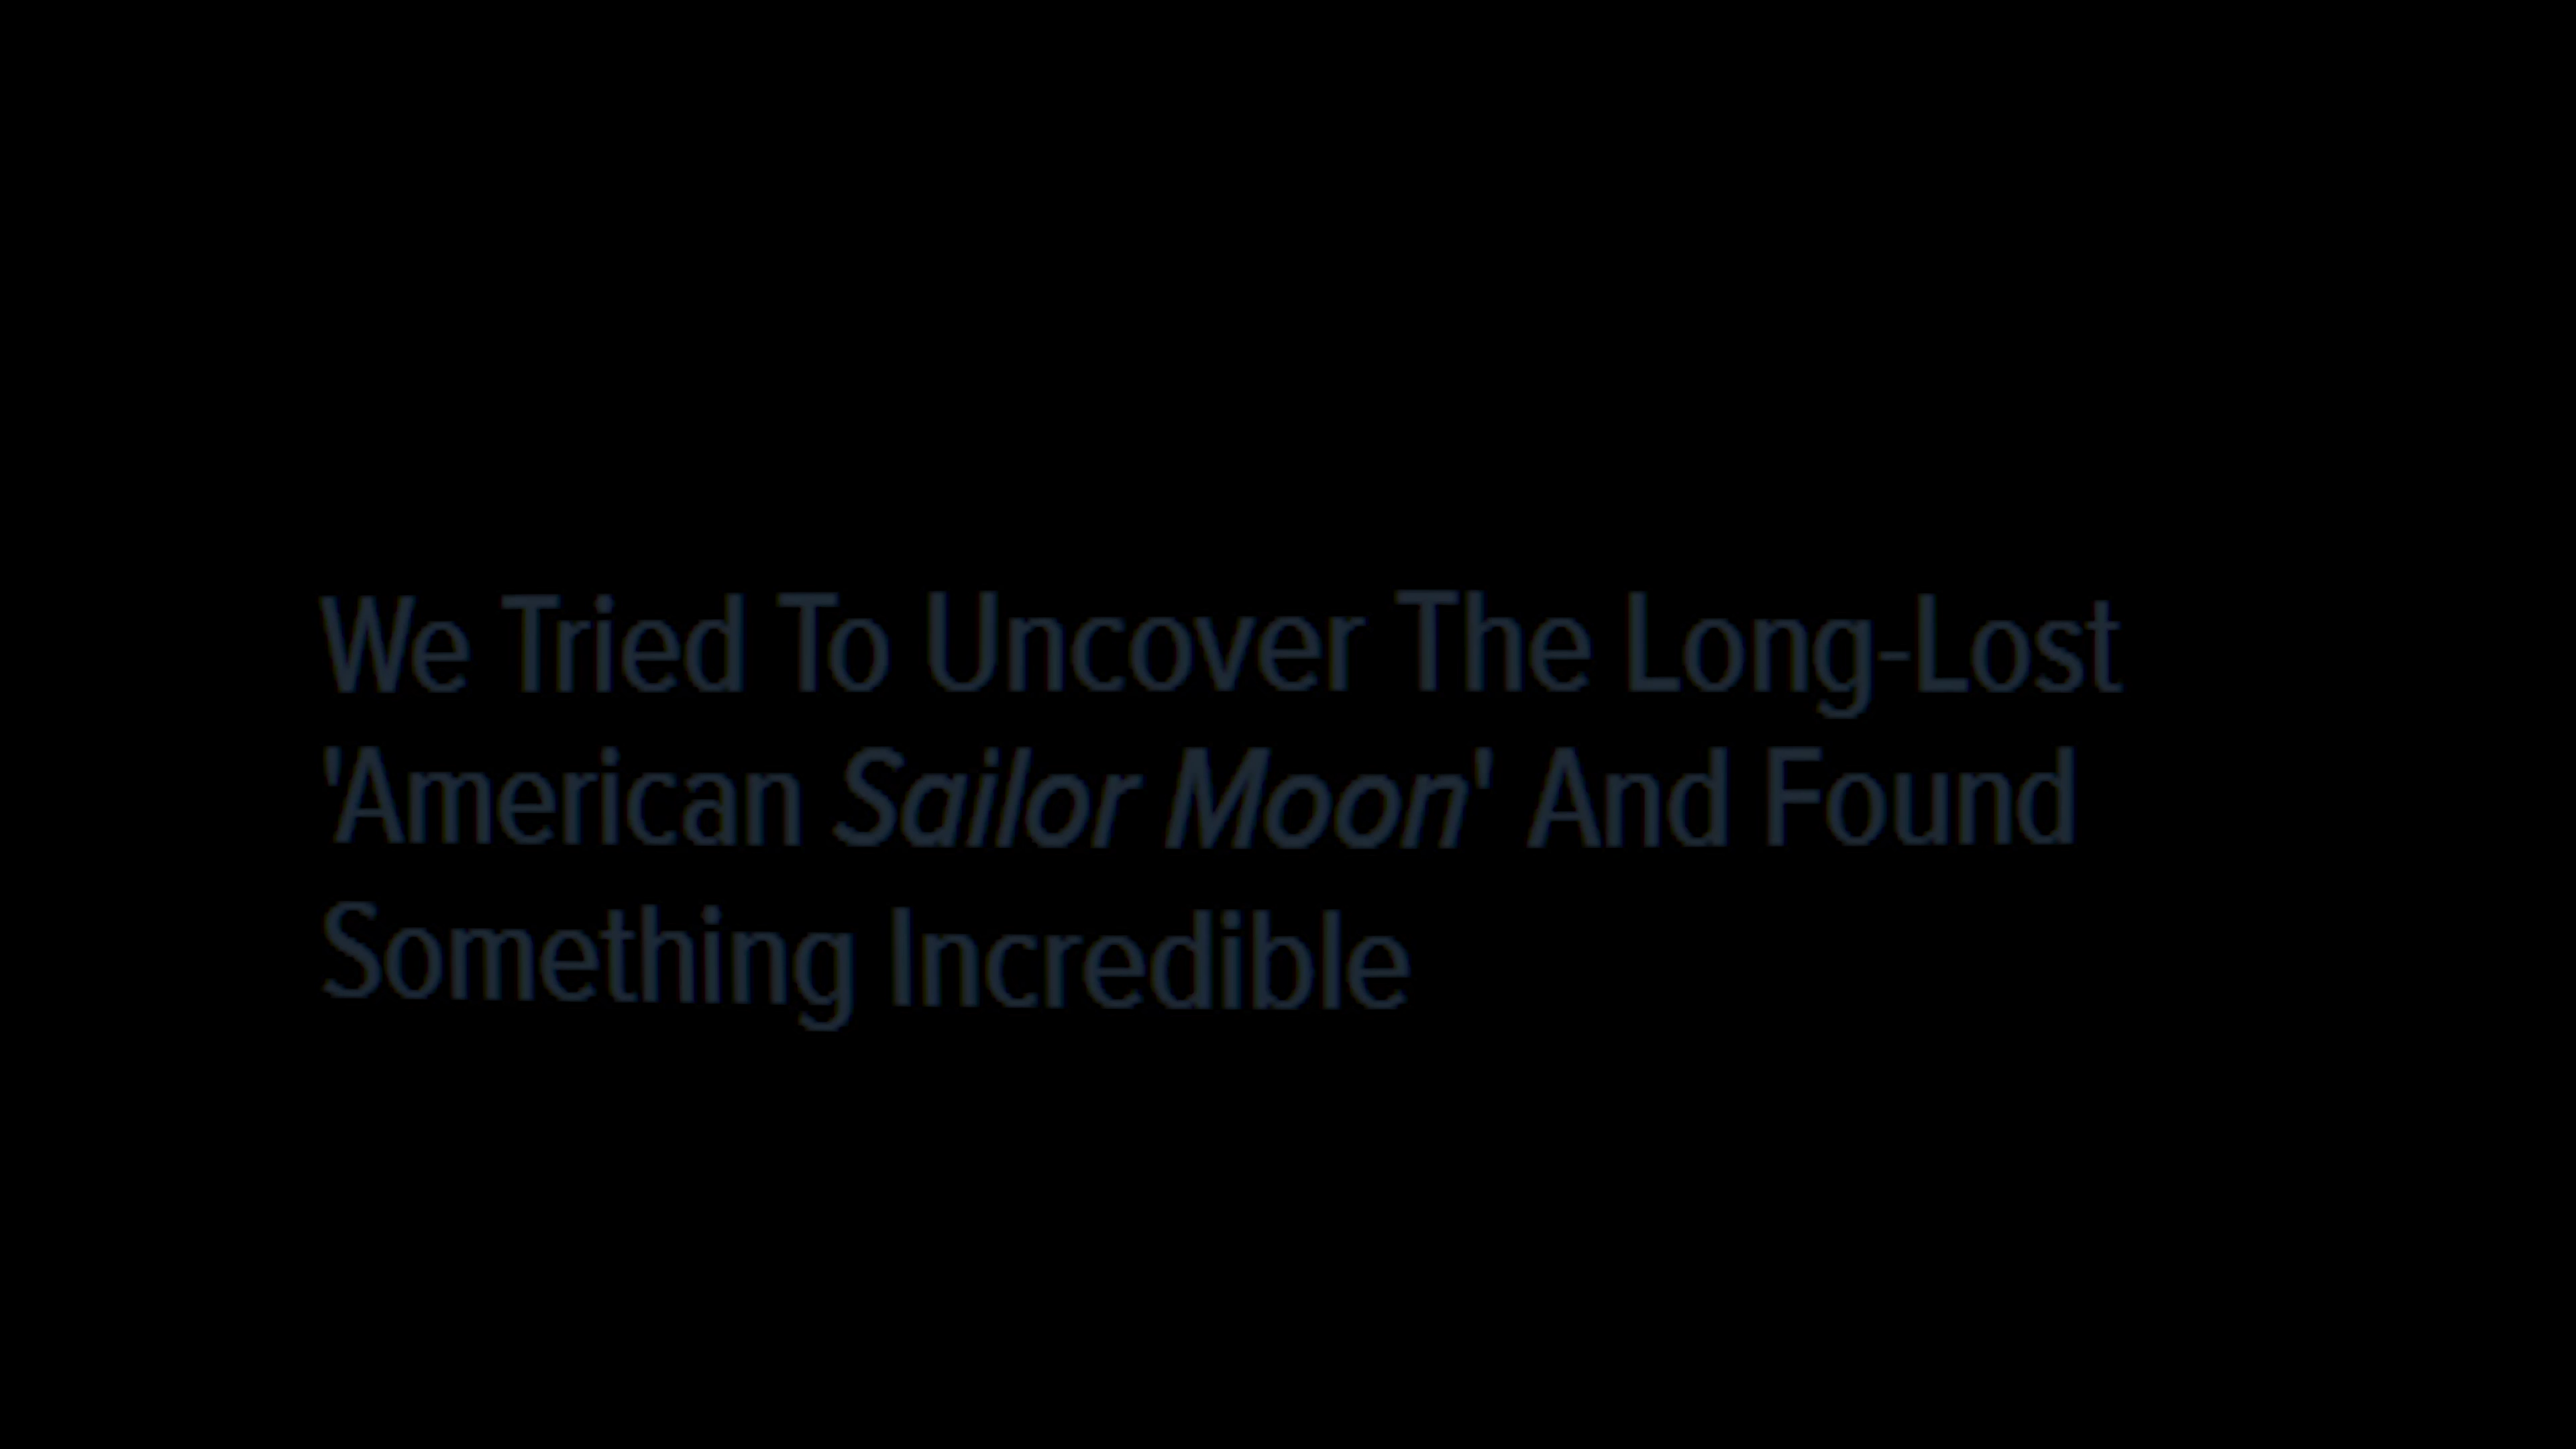 We Tried To Uncover The Long-Lost
'American Sailor Moon' And Found
Something Incredible